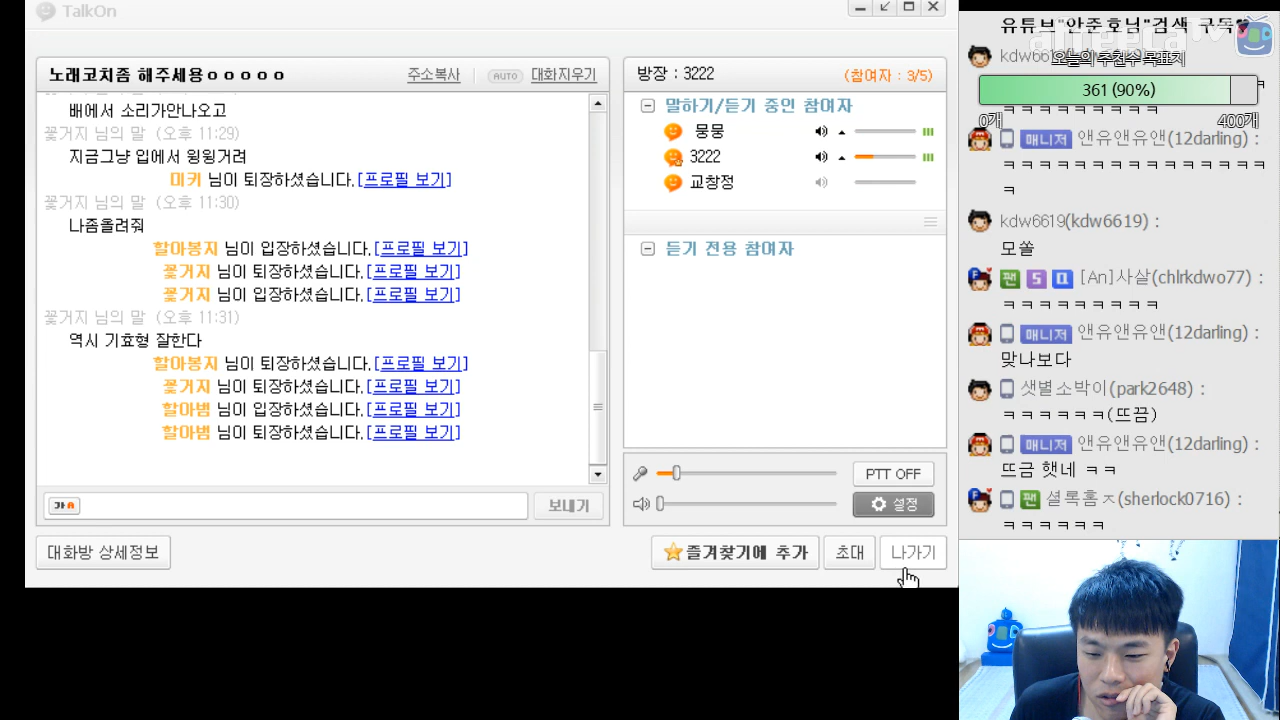 TalkOn
노래코치좀 해주세용ㅇㅇㅇㅇㅇ
주소복사
AUTO 대화지우기
배에서 소리가안나오고
꽃거지 님의 말 (오후 11:29)
지금그냥 입에서 윙윙거려
마키 님이 퇴장하셨습니다.[프로필 보기]
꽃거지 님의 말 (오후 11:30)
나좀올려줘
할아봉지 님이 입장하셨습니다.[프로필 보기]
꽃거지 님이 퇴장하셨습니다.[프로필 보기]
꽃거지 님이 입장하셨습니다.[프로필 보기]
꽃거지 님의 말 (오후 11:31)
역시 기효형 잘한다
할아봉지 님이 퇴장하셨습니다.[프로필 보기]
꽃거지 님이 퇴장하셨습니다.[프로필 보기]
할아범 님이 입장하셨습니다.[프로필 보기]
할아범 님이 퇴장하셨습니다.[프로필 보기]
가A
보내기
대화방 상세정보
방장 : 3222
(참여자 : 3/5)
말하기/듣기 중인 참여자
뭉뭉
3222
교창정
듣기 전용 참여자
PTT OFF
설정
즐겨찾기에 추가
초대
나가기
유튜브"안준호님"검색 구독♥
afreecaTV
오늘의 추천수 목표치
361 (90%)
0개
400개
ㅋㅋㅋㅋㅋㅋㅋㅋㅋ
매니저 앤유앤유앤(12darling) :
ㅋㅋㅋㅋㅋㅋㅋㅋㅋㅋㅋㅋㅋㅋㅋ
ㅋ
kdw6619(kdw6619) :
모쏠
팬 5 Q [An]사살(chlrkdwo77) :
ㅋㅋㅋㅋㅋㅋㅋㅋㅋ
매니저 앤유앤유앤(12darling) :
맞나보다
샛별소박이(park2648) :
ㅋㅋㅋㅋㅋㅋ(뜨끔)
매니저 앤유앤유앤(12darling) :
뜨금 햇네 ㅋㅋ
팬 셜록홈ㅈ(sherlock0716) :
ㅋㅋㅋㅋㅋㅋ